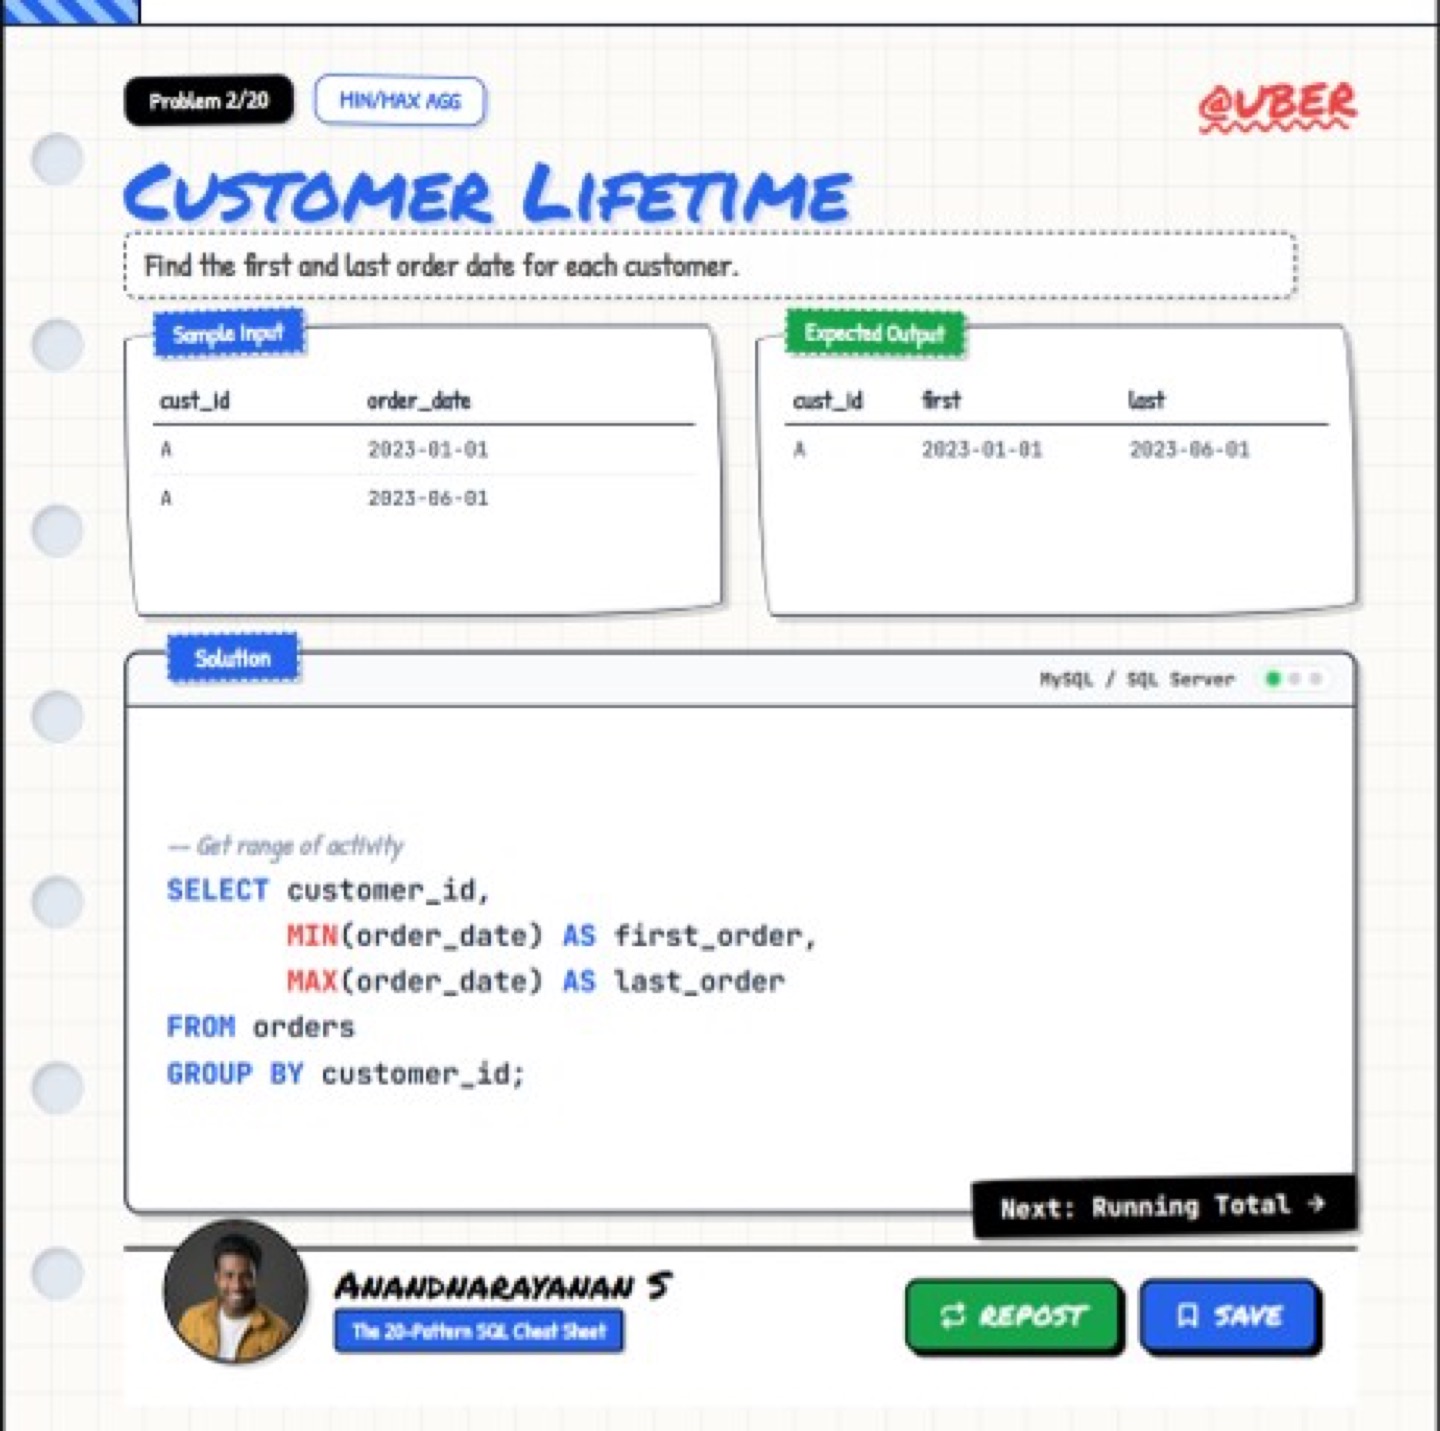 Problem 2/20 MIN/MAX AGG @UBER
CUSTOMER LIFETIME
Find the first and last order date for each customer.
Sample Input
cust_id order_date
A 2023-01-01
A 2023-06-01
Expected Output
cust_id first last
A 2023-01-01 2023-06-01
Solution MySQL / SQL Server
-- Get range of activity
SELECT customer_id,
MIN(order_date) AS first_order,
MAX(order_date) AS last_order
FROM orders
GROUP BY customer_id;
Next: Running Total →
ANANDNARAYANAN S
The 20-Pattern SQL Cheat Sheet
REPOST SAVE